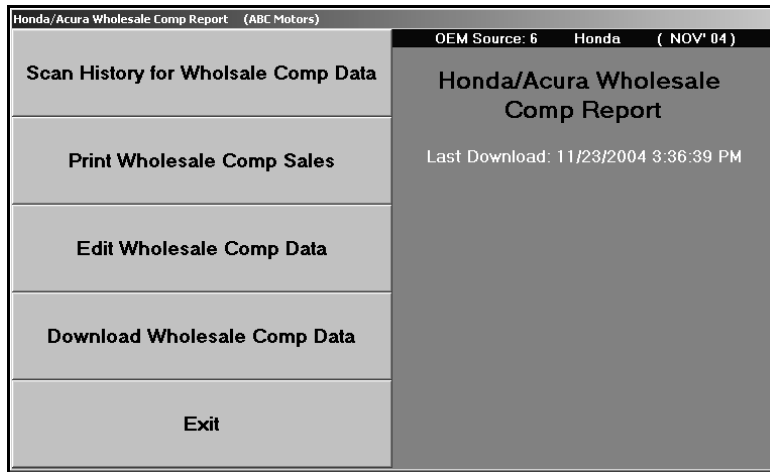 Honda/Acura Wholesale Comp Report (ABC Motors)
OEM Source: 6 Honda ( NOV' 04 )
Scan History for Wholsale Comp Data
Print Wholesale Comp Sales
Edit Wholesale Comp Data
Download Wholesale Comp Data
Exit
Honda/Acura Wholesale
Comp Report
Last Download: 11/23/2004 3:36:39 PM